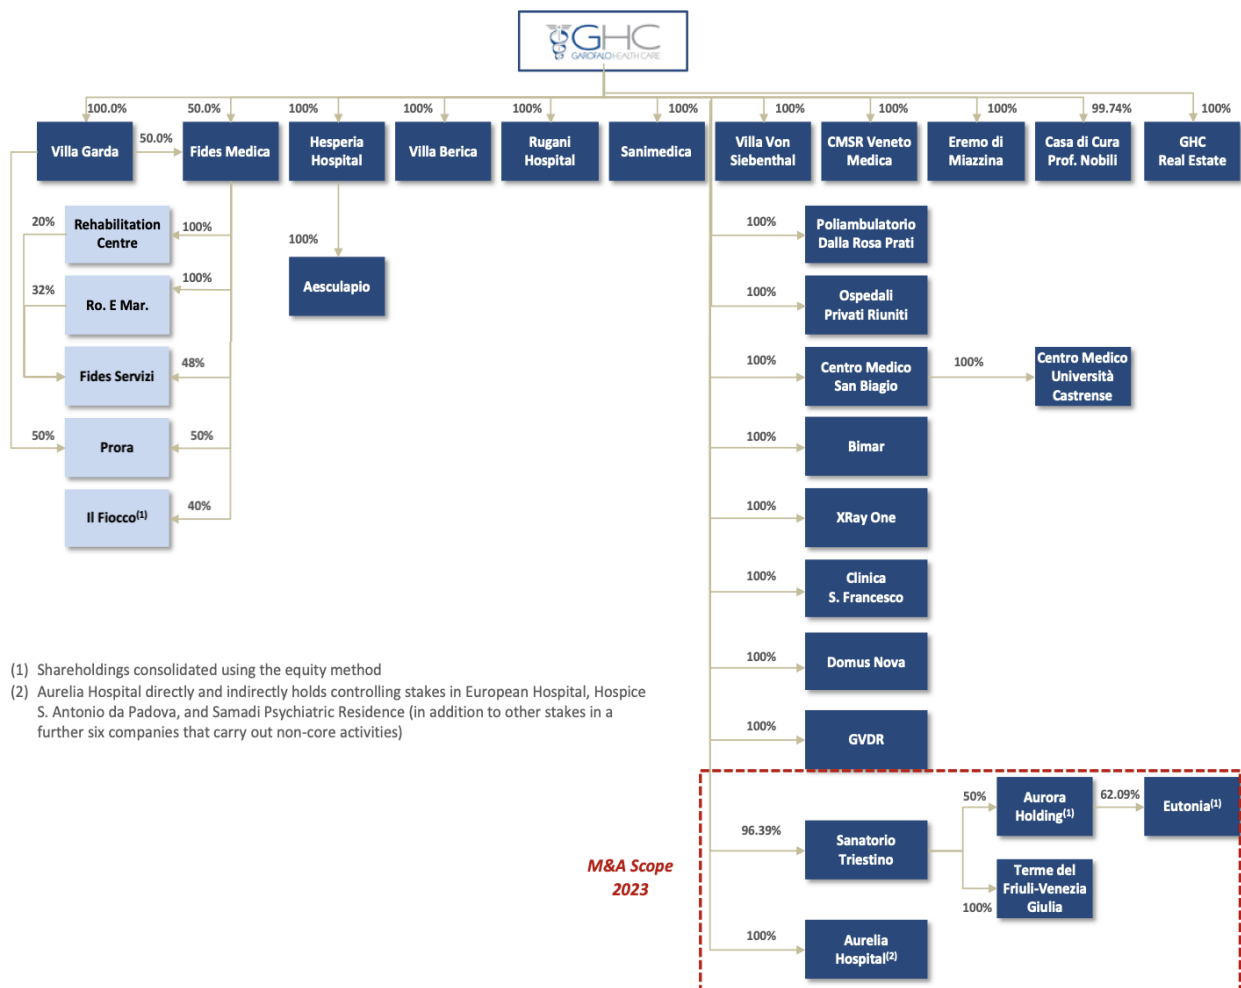 GHC
GAROFALO HEALTH CARE
100.0%
50.0%
100%
100%
100%
100%
100%
100%
100%
99.74%
100%
Villa Garda
50.0%
Fides Medica
Hesperia
Hospital
Villa Berica
Rugani
Hospital
Sanimedica
Villa Von
Siebenthal
CMSR Veneto
Medica
Eremo di
Miazzina
Casa di Cura
Prof. Nobili
GHC
Real Estate
20%
Rehabilitation
Centre
100%
100%
Aesculapio
32%
Ro. E Mar.
100%
Fides Servizi
48%
50%
Prora
50%
Il Fiocco(1)
40%
100%
Poliambulatorio
Dalla Rosa Prati
100%
Ospedali
Privati Riuniti
100%
Centro Medico
San Biagio
100%
Centro Medico
Università
Castrense
100%
Bimar
100%
XRay One
100%
Clinica
S. Francesco
100%
Domus Nova
100%
GVDR
(1) Shareholdings consolidated using the equity method
(2) Aurelia Hospital directly and indirectly holds controlling stakes in European Hospital, Hospice
S. Antonio da Padova, and Samadi Psychiatric Residence (in addition to other stakes in a
further six companies that carry out non-core activities)
M&A Scope
2023
96.39%
Sanatorio
Triestino
50%
Aurora
Holding(1)
62.09%
Eutonia(1)
100%
Terme del
Friuli-Venezia
Giulia
100%
Aurelia
Hospital(2)